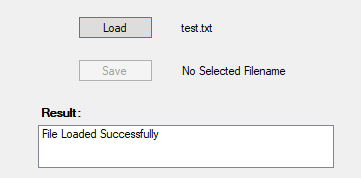 Load test.txt
Save No Selected Filename
Result:
File Loaded Successfully